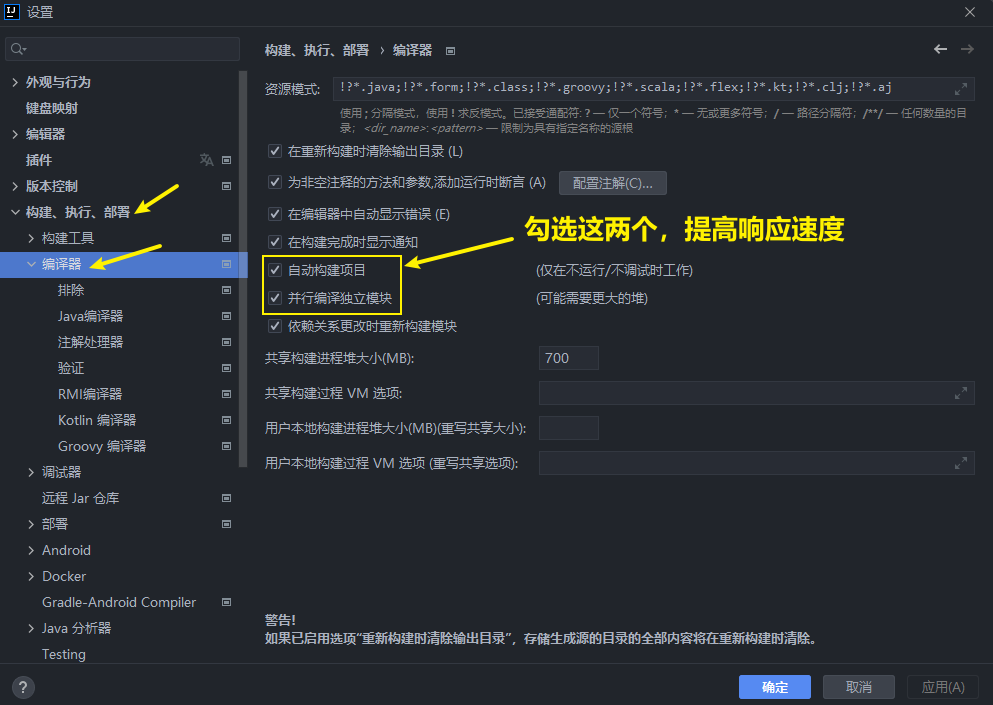 设置
外观与行为
键盘映射
编辑器
插件
版本控制
构建、执行、部署
构建工具
编译器
排除
Java编译器
注解处理器
验证
RMI编译器
Kotlin 编译器
Groovy 编译器
调试器
远程 Jar 仓库
部署
Android
Docker
Gradle-Android Compiler
Java 分析器
Testing
构建、执行、部署 › 编译器
资源模式: !?*.java;!?*.form;!?*.class;!?*.groovy;!?*.scala;!?*.flex;!?*.kt;!?*.clj;!?*.aj
使用 ; 分隔模式，使用 ! 求反模式。已接受通配符: ? — 仅一个符号；* — 无或更多符号；/ — 路径分隔符；/**/ — 任何数量的目
录；<dir_name>:<pattern> — 限制为具有指定名称的源根
在重新构建时清除输出目录 (L)
为非空注释的方法和参数,添加运行时断言 (A) 配置注解(C)...
在编辑器中自动显示错误 (E)
勾选这两个，提高响应速度
在构建完成时显示通知
自动构建项目 (仅在不运行/不调试时工作)
并行编译独立模块 (可能需要更大的堆)
依赖关系更改时重新构建模块
共享构建进程堆大小(MB): 700
共享构建过程 VM 选项:
用户本地构建进程堆大小(MB)(重写共享大小):
用户本地构建过程 VM 选项 (重写共享选项):
警告!
如果已启用选项“重新构建时清除输出目录”，存储生成源的目录的全部内容将在重新构建时清除。
? 确定 取消 应用(A)